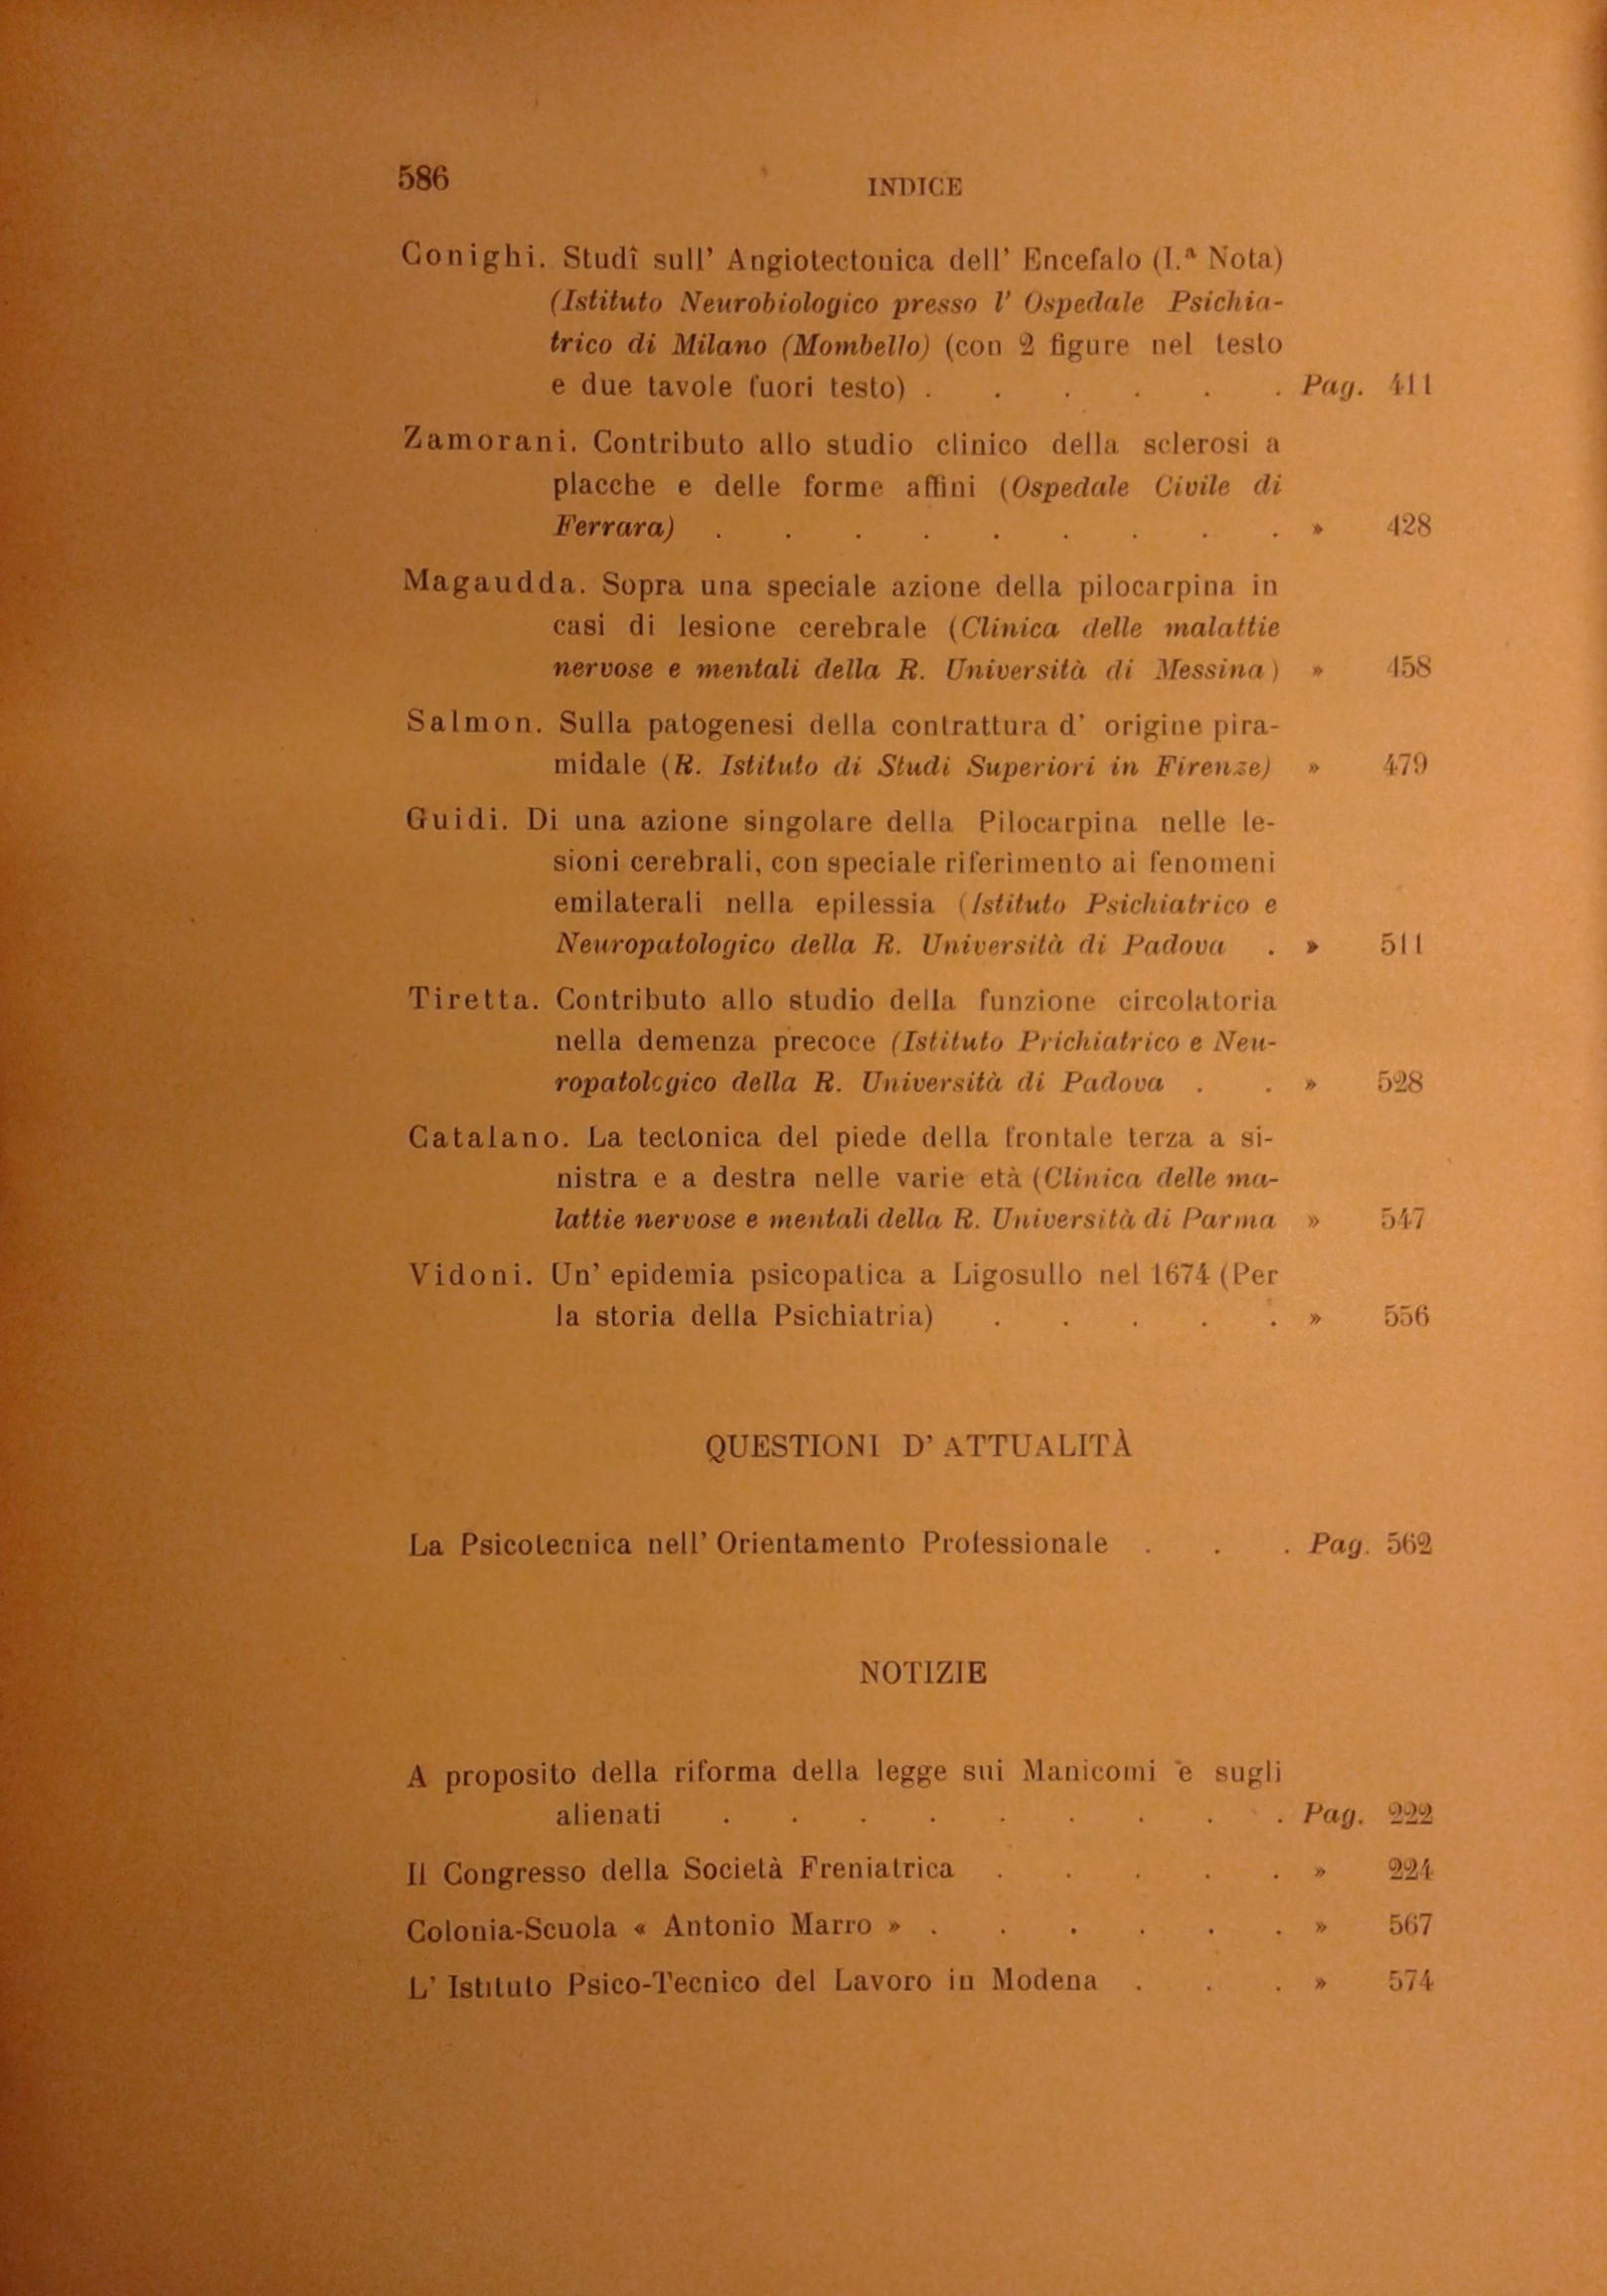 586 INDICE
Conighi. Studî sull' Angiotectonica dell' Encefalo (I.ª Nota)
(Istituto Neurobiologico presso l' Ospedale Psichia-
trico di Milano (Mombello) (con 2 figure nel testo
e due tavole fuori testo) . . . . . . Pag. 411
Zamorani. Contributo allo studio clinico della sclerosi a
placche e delle forme affini (Ospedale Civile di
Ferrara) . . . . . . . . . » 428
Magaudda. Sopra una speciale azione della pilocarpina in
casi di lesione cerebrale (Clinica delle malattie
nervose e mentali della R. Università di Messina) » 458
Salmon. Sulla patogenesi della contrattura d' origine pira-
midale (R. Istituto di Studi Superiori in Firenze) » 479
Guidi. Di una azione singolare della Pilocarpina nelle le-
sioni cerebrali, con speciale riferimento ai fenomeni
emilaterali nella epilessia (Istituto Psichiatrico e
Neuropatologico della R. Università di Padova . » 511
Tiretta. Contributo allo studio della funzione circolatoria
nella demenza precoce (Istituto Prichiatrico e Neu-
ropatologico della R. Università di Padova . . » 528
Catalano. La tectonica del piede della frontale terza a si-
nistra e a destra nelle varie età (Clinica delle ma-
lattie nervose e mentali della R. Università di Parma » 547
Vidoni. Un' epidemia psicopatica a Ligosullo nel 1674 (Per
la storia della Psichiatria) . . . . . » 556
QUESTIONI D' ATTUALITÀ
La Psicotecnica nell' Orientamento Professionale . . . Pag. 562
NOTIZIE
A proposito della riforma della legge sui Manicomi e sugli
alienati . . . . . . . . . Pag. 222
Il Congresso della Società Freniatrica . . . . . » 224
Colonia-Scuola « Antonio Marro » . . . . . . » 567
L' Istituto Psico-Tecnico del Lavoro in Modena . . . » 574